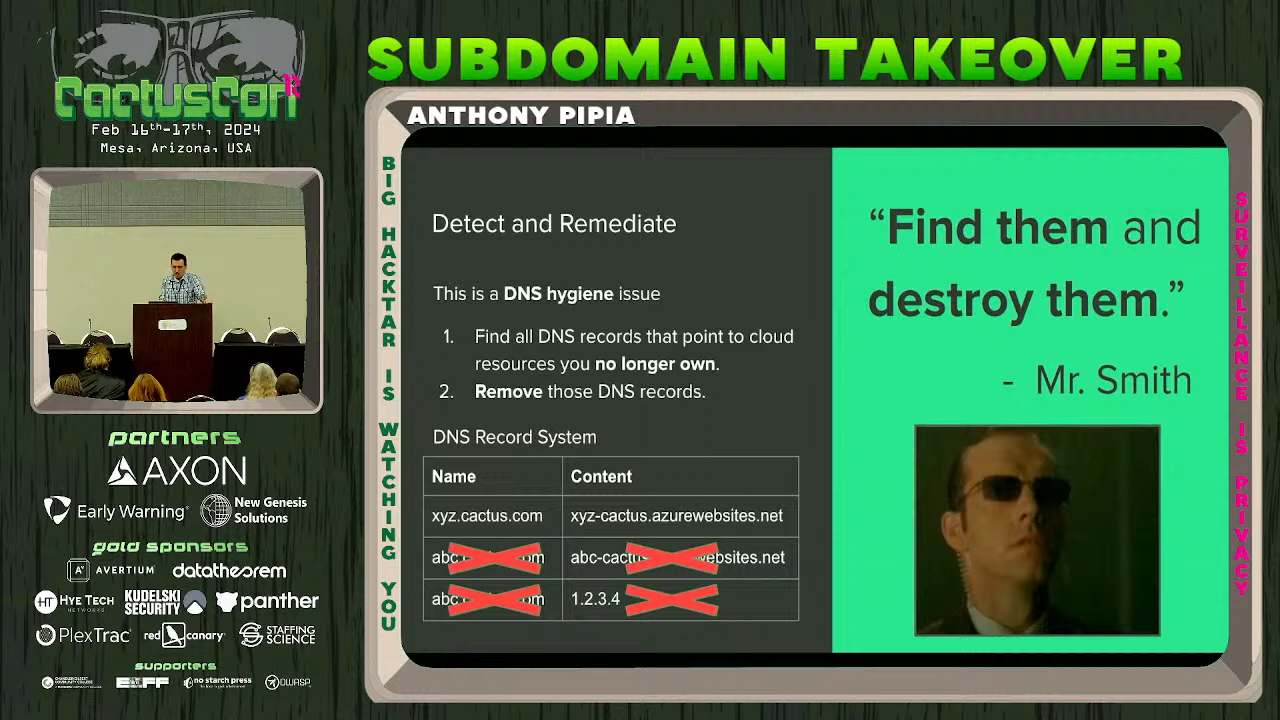 CactusCon
Feb 16th-17th, 2024
Mesa, Arizona, USA
SUBDOMAIN TAKEOVER
ANTHONY PIPIA
BIG HACKTAR IS WATCHING YOU
Detect and Remediate
This is a DNS hygiene issue
1. Find all DNS records that point to cloud
resources you no longer own.
2. Remove those DNS records.
DNS Record System
Name Content
xyz.cactus.com xyz-cactus.azurewebsites.net
abc om abc-cactu ebsites.net
abc om 1.2.3.4
“Find them and
destroy them.”
- Mr. Smith
SURVEILLANCE IS PRIVACY
partners
AXON
Early Warning
New Genesis
Solutions
gold sponsors
AVERTIUM datatheorem
HT HYE TECH
NETWORKS
KUDELSKI
SECURITY
panther
PlexTrac red canary
STAFFING
SCIENCE
supporters
EFF
no starch press
OWASP